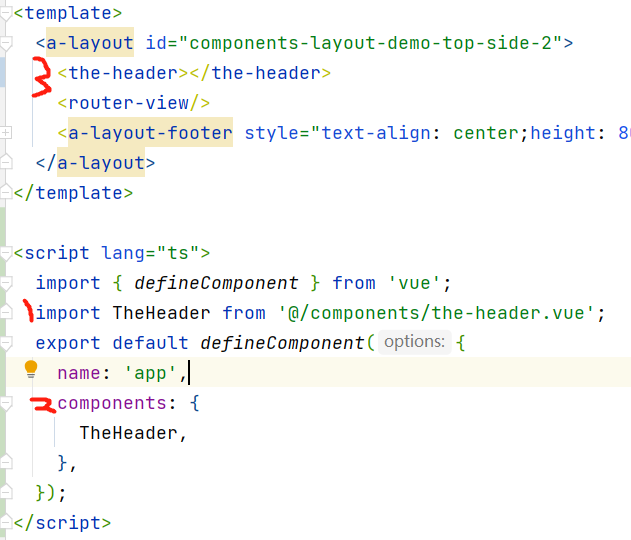 <template>
<a-layout id="components-layout-demo-top-side-2">
3 <the-header></the-header>
<router-view/>
<a-layout-footer style="text-align: center;height: 8
</a-layout>
</template>
<script lang="ts">
import { defineComponent } from 'vue';
1 import TheHeader from '@/components/the-header.vue';
export default defineComponent( options: {
name: 'app',
2 components: {
TheHeader,
},
});
</script>